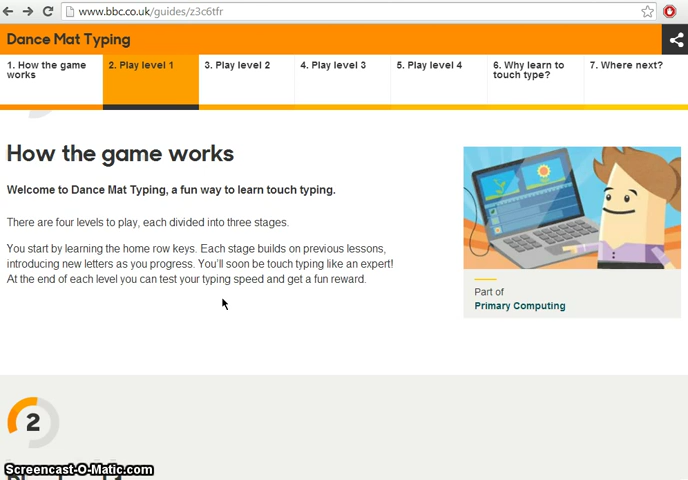 www.bbc.co.uk/guides/z3c6tfr
Dance Mat Typing
1. How the game works
2. Play level 1
3. Play level 2
4. Play level 3
5. Play level 4
6. Why learn to touch type?
7. Where next?
How the game works
Welcome to Dance Mat Typing, a fun way to learn touch typing.
There are four levels to play, each divided into three stages.
You start by learning the home row keys. Each stage builds on previous lessons,
introducing new letters as you progress. You'll soon be touch typing like an expert!
At the end of each level you can test your typing speed and get a fun reward.
Part of
Primary Computing
2
Screencast-O-Matic.com